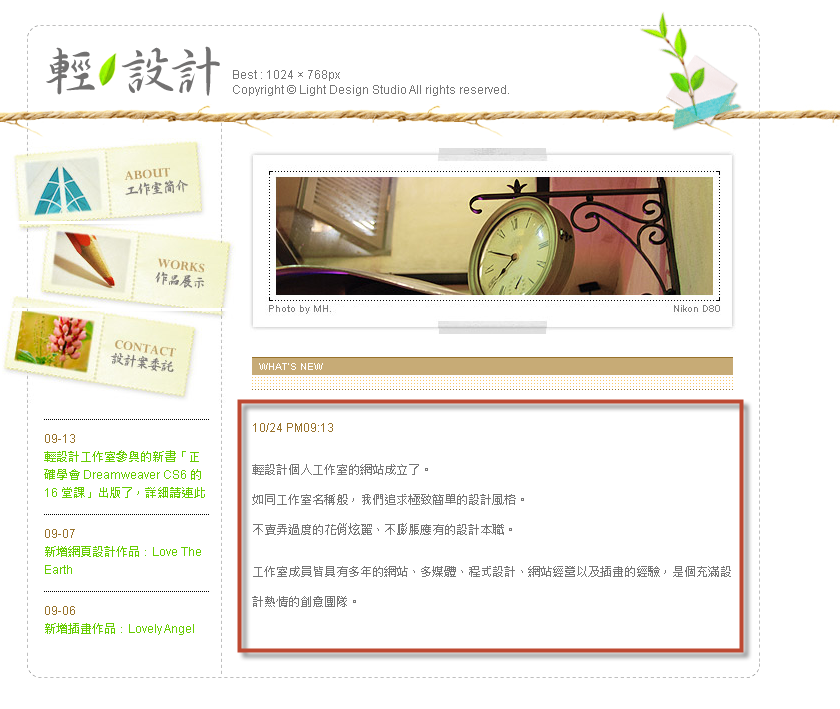 輕設計
Best : 1024 × 768px
Copyright © Light Design Studio All rights reserved.
ABOUT
工作室簡介
WORKS
作品展示
CONTACT
設計業委託
Photo by MH.
Nikon D80
WHAT'S NEW
10/24 PM09:13
輕設計個人工作室的網站成立了。
如同工作室名稱般，我們追求極致簡單的設計風格。
不賣弄過度的花俏炫麗、不膨脹應有的設計本職。
工作室成員皆具有多年的網站、多媒體、程式設計、網站經營以及插畫的經驗，是個充滿設
計熱情的創意團隊。
09-13
輕設計工作室參與的新書「正
確學會 Dreamweaver CS6 的
16 堂課」出版了，詳細請連此
09-07
新增網頁設計作品：Love The
Earth
09-06
新增插畫作品：Lovely Angel